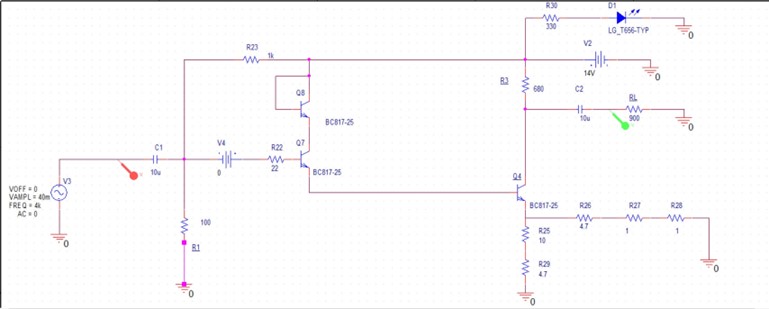 R30
330
D1
LG_T656-TYP
0
R23
1k
V2
14V
0
R3
680
C2
10u
RL
900
0
Q8
BC817-25
C1
10u
V4
0
R22
22
Q7
BC817-25
V3
VOFF = 0
VAMPL = 40m
FREQ = 4k
AC = 0
0
100
R1
0
Q4
BC817-25
R26
4.7
R27
1
R28
1
R25
10
R29
4.7
0
0